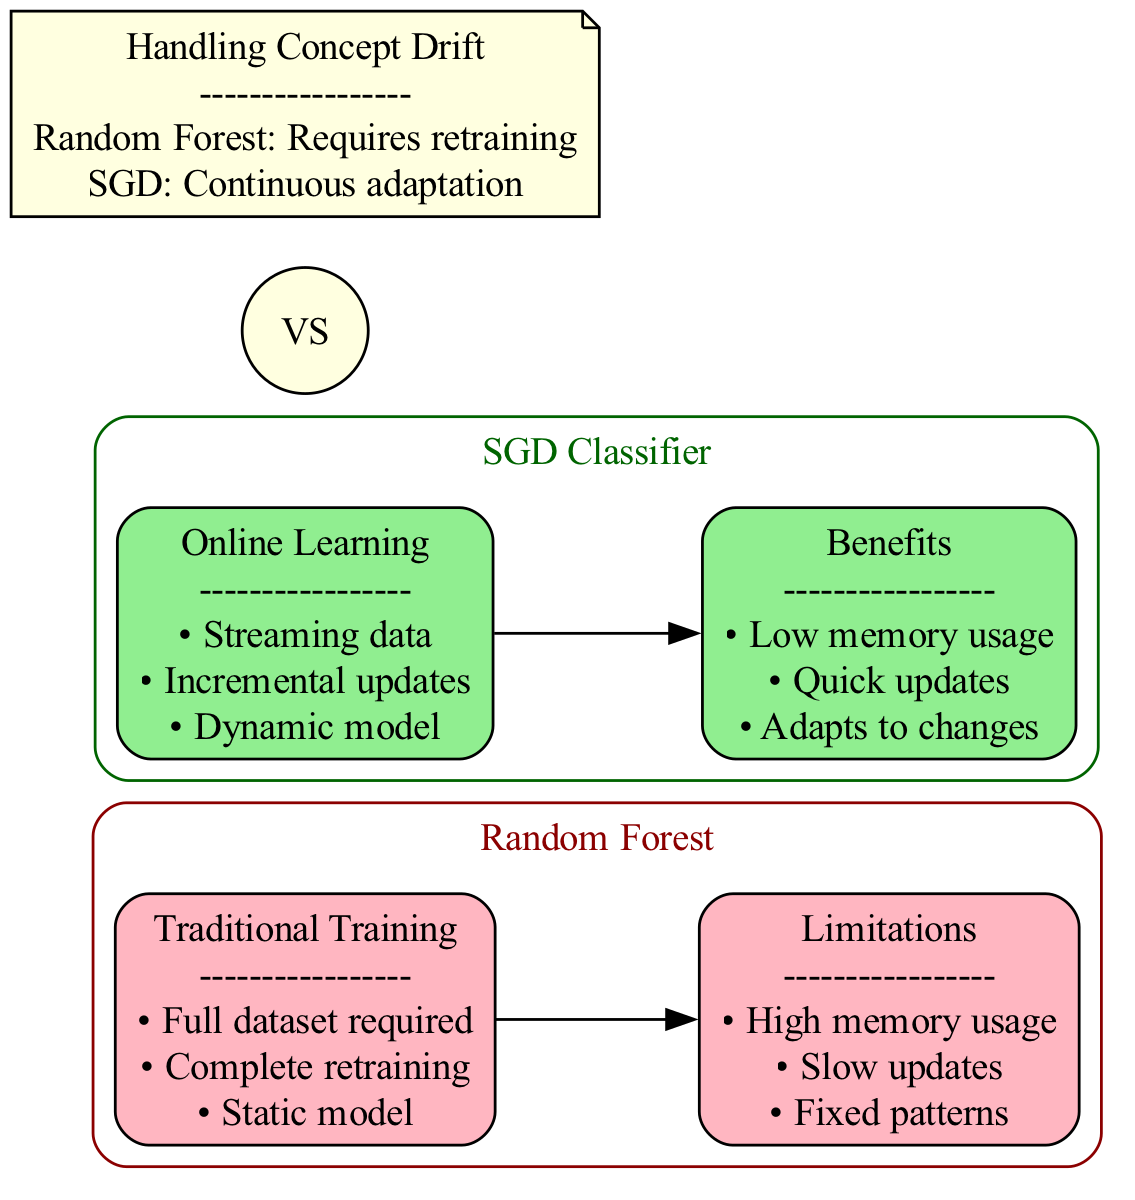 Handling Concept Drift
-----------------
Random Forest: Requires retraining
SGD: Continuous adaptation
VS
SGD Classifier
Online Learning
-----------------
• Streaming data
• Incremental updates
• Dynamic model
Benefits
-----------------
• Low memory usage
• Quick updates
• Adapts to changes
Random Forest
Traditional Training
-----------------
• Full dataset required
• Complete retraining
• Static model
Limitations
-----------------
• High memory usage
• Slow updates
• Fixed patterns